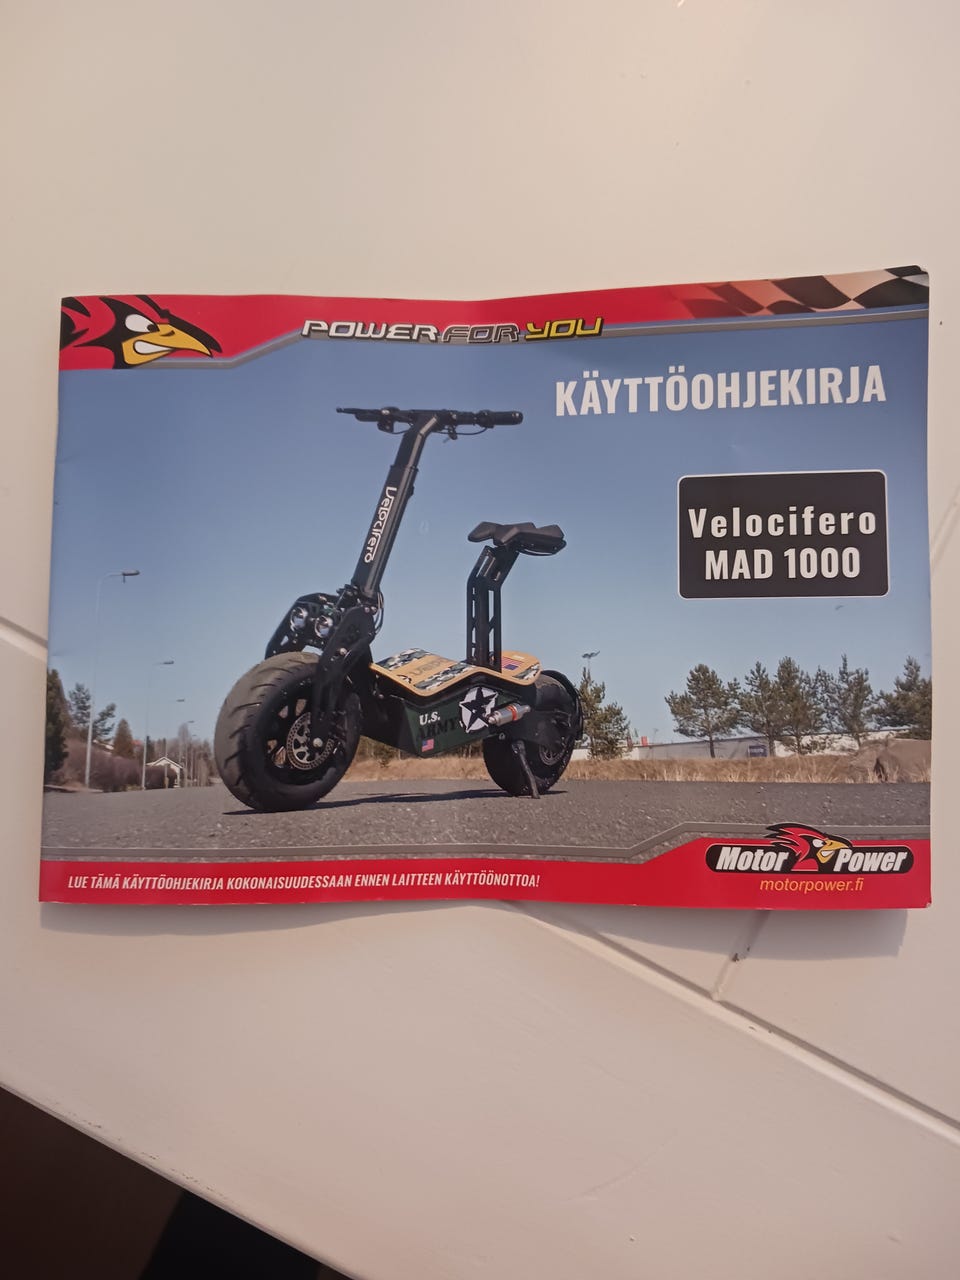 POWER FOR YOU
KÄYTTÖOHJEKIRJA
Velocifero
MAD 1000
Velocifero
U.S.
ARMY
Motor Power
motorpower.fi
LUE TÄMÄ KÄYTTÖOHJEKIRJA KOKONAISUUDESSAAN ENNEN LAITTEEN KÄYTTÖÖNOTTOA!